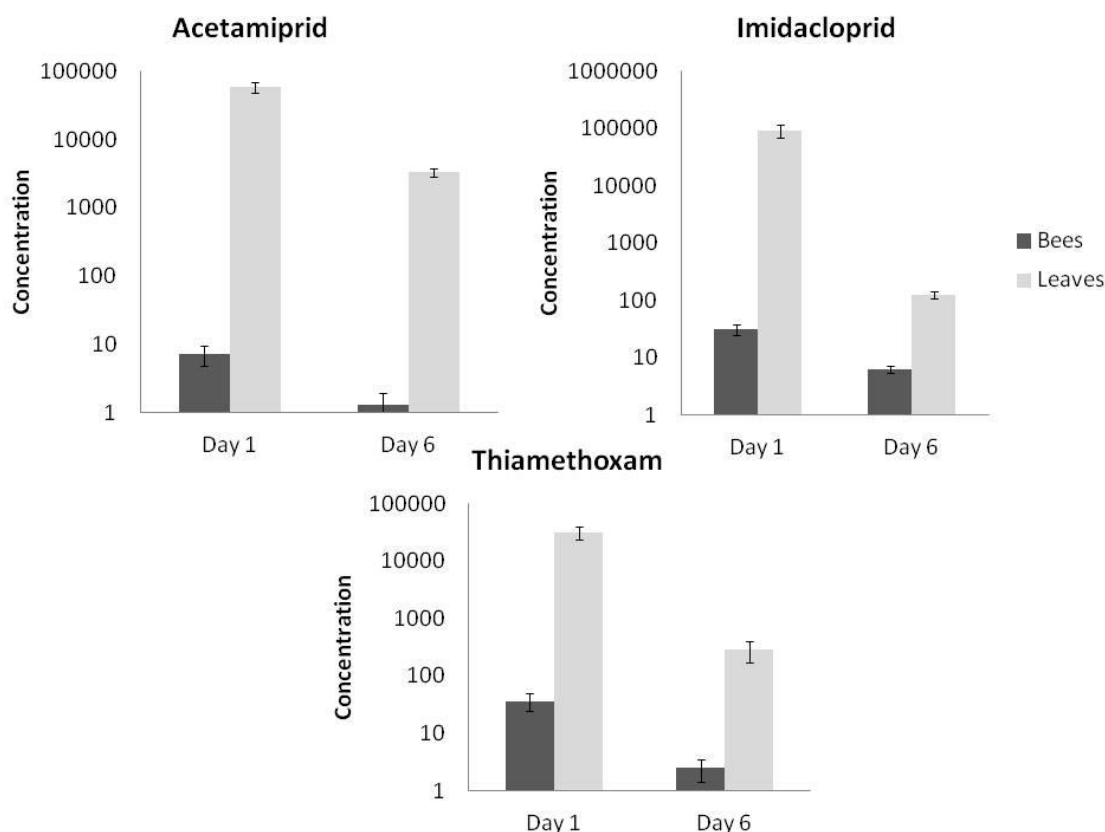 Acetamiprid
100000
10000
1000
100
10
1
Concentration
Day 1 Day 6
Imidacloprid
1000000
100000
10000
1000
100
10
1
Concentration
Day 1 Day 6
Bees
Leaves
Thiamethoxam
100000
10000
1000
100
10
1
Concentration
Day 1 Day 6